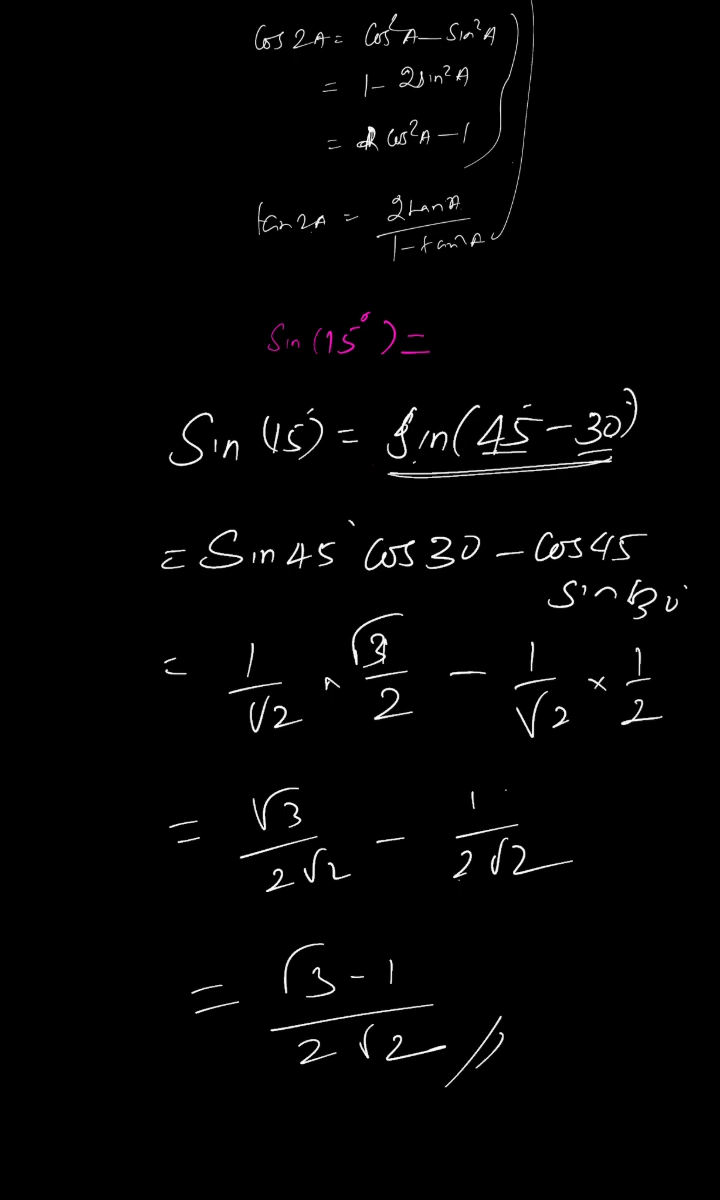 Cos 2A = Cos²A — Sin²A
= 1 - 2sin²A
= 2 cos²A — 1
tan 2A = 2tanA / 1 - tan²A
Sin (15°) =
Sin (15°) = Sin (45 - 30)
= Sin 45° Cos 30 - Cos 45
Sin 30°
= 1/√2 × √3/2 - 1/√2 × 1/2
= √3/2√2 - 1/2√2
= √3 - 1 / 2√2 //